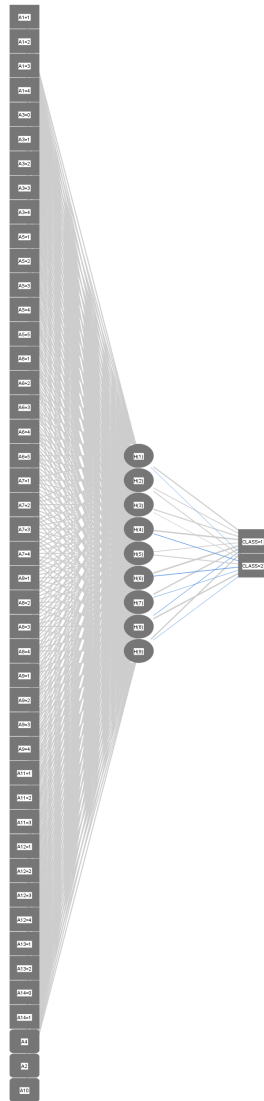 A1=1
A1=2
A1=3
A1=4
A3=0
A3=1
A3=2
A3=3
A3=4
A5=1
A5=2
A5=3
A5=4
A5=5
A6=1
A6=2
A6=3
A6=4
A6=5
A7=1
A7=2
A7=3
A7=4
A8=1
A8=2
A8=3
A8=4
A9=1
A9=2
A9=3
A9=4
A11=1
A11=2
A11=3
A12=1
A12=2
A12=3
A12=4
A13=1
A13=2
A14=0
A14=1
A4
A2
A10
H(1)
H(2)
H(3)
H(4)
H(5)
H(6)
H(7)
H(8)
H(9)
CLASS=1
CLASS=2